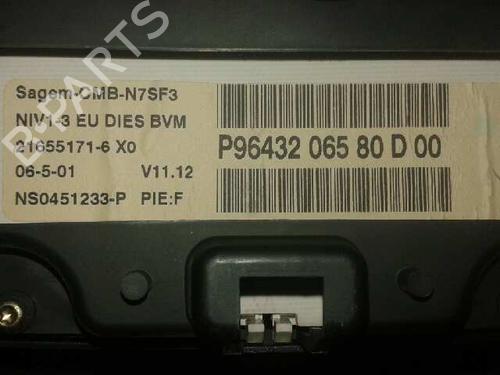 Sagem-CMB-N7SF3
NIV1-3 EU DIES BVM
21655171-6 X0
06-5-01 V11.12
NS0451233-P PIE:F
P96432 065 80 D 00
B-PARTS